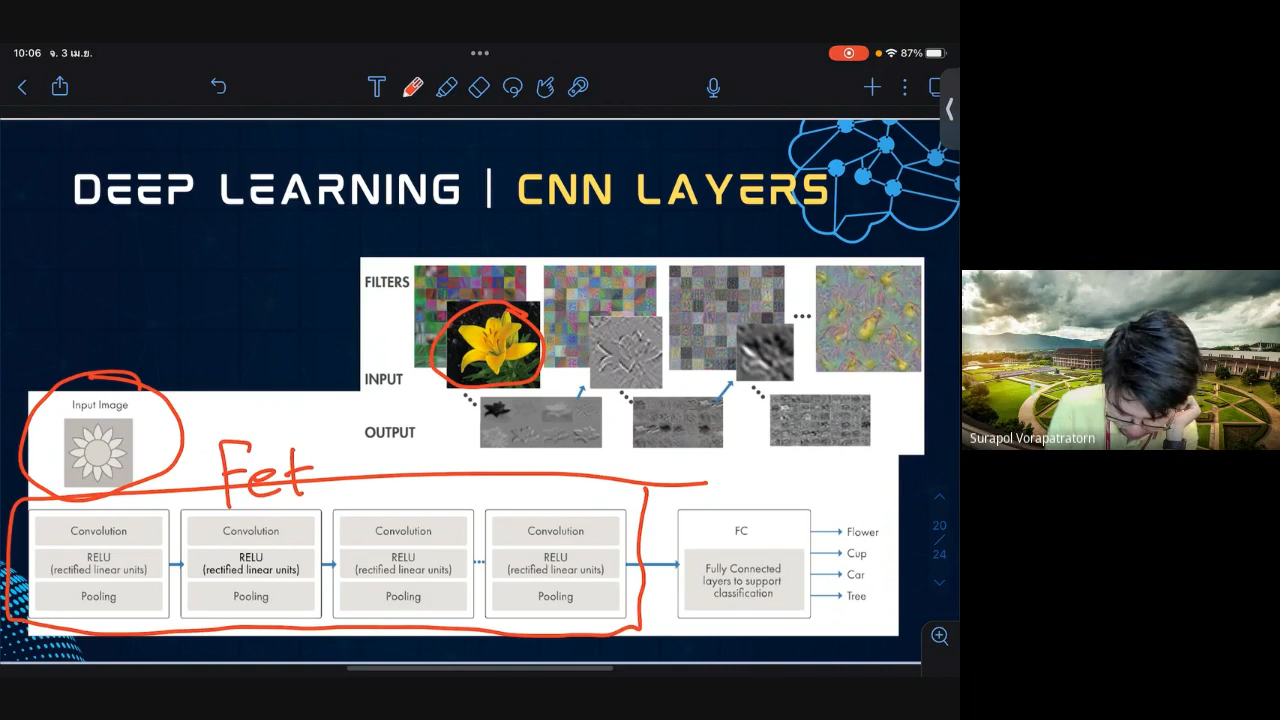 10:06 จ. 3 เม.ย.
87%
DEEP LEARNING | CNN LAYERS
FILTERS
INPUT
OUTPUT
Input Image
Fet
Convolution
RELU
(rectified linear units)
Pooling
Convolution
RELU
(rectified linear units)
Pooling
Convolution
RELU
(rectified linear units)
Pooling
Convolution
RELU
(rectified linear units)
Pooling
FC
Fully Connected
layers to support
classification
Flower
Cup
Car
Tree
20
/
24
Surapol Vorapatratorn